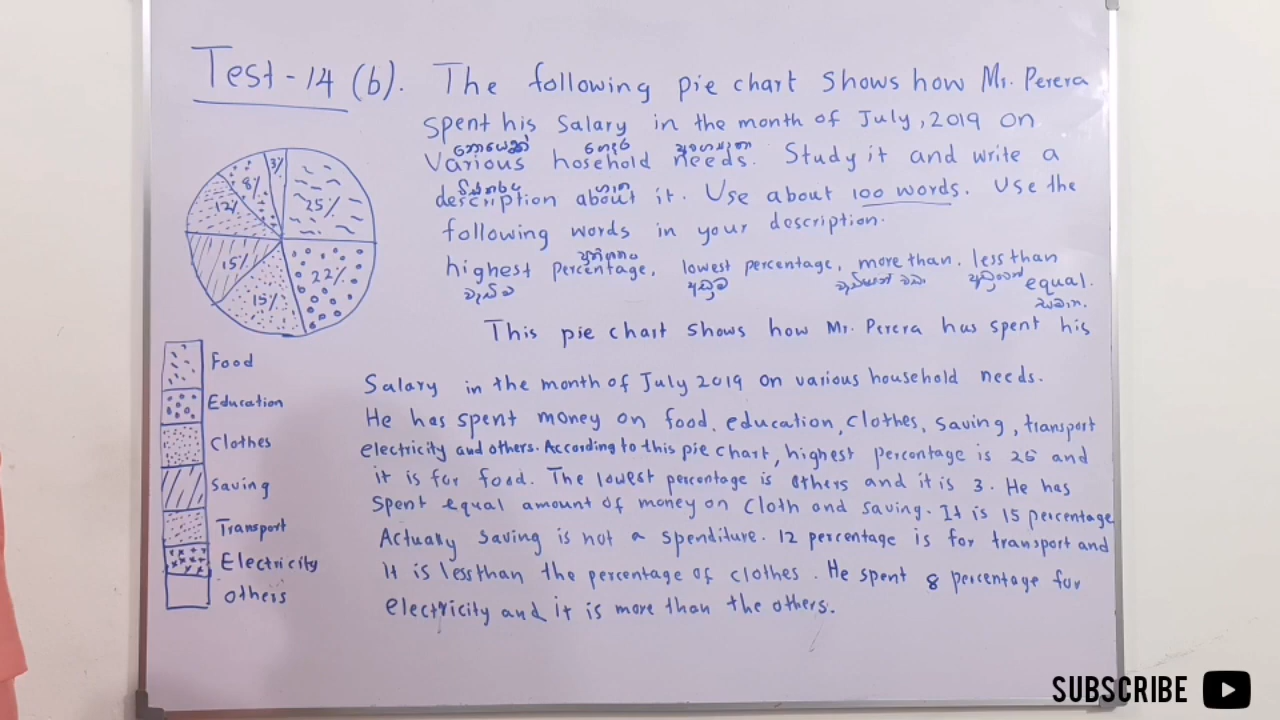 Test - 14 (b). The following pie chart shows how Mr. Perera
spent his salary in the month of July, 2019 on
various hosehold needs. Study it and write a
description about it. Use about 100 words. Use the
following words in your description.
highest percentage, lowest percentage, more than, less than
equal.
3%
8%
25%
12%
15%
22%
15%
Food
Education
Clothes
Saving
Transport
Electricity
others
This pie chart shows how Mr. Perera has spent his
Salary in the month of July 2019 on various household needs.
He has spent money on food, education, clothes, saving, transport
electricity and others. According to this pie chart, highest percentage is 25 and
it is for food. The lowest percentage is others and it is 3. He has
spent equal amount of money on cloth and saving. It is 15 percentage
Actually saving is not a spenditure. 12 percentage is for transport and
it is lessthan the percentage of clothes. He spent 8 percentage for
electricity and it is more than the others.
SUBSCRIBE